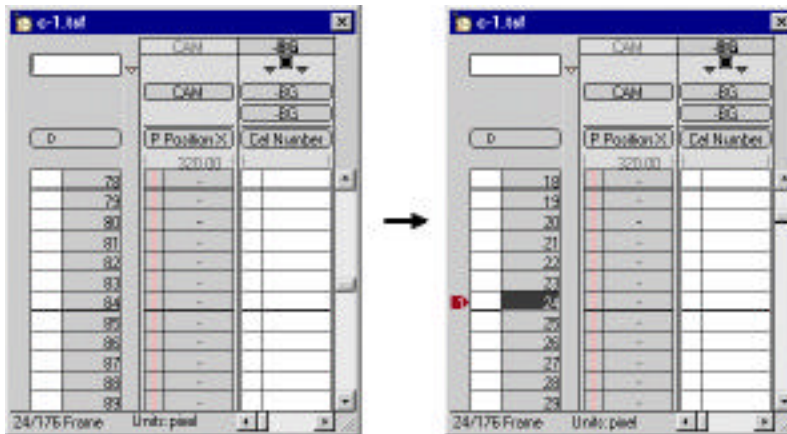 c-1.tsf
CAM -BG
CAM -BG
-BG
D P Position X Cel Number
320.00
78 -
79 -
80 -
81 -
82 -
83 -
84 -
85 -
86 -
87 -
88 -
89 -
24/176 Frame Units: pixel
c-1.tsf
CAM -BG
CAM -BG
-BG
D P Position X Cel Number
320.00
18 -
19 -
20 -
21 -
22 -
23 -
1 24 -
25 -
26 -
27 -
28 -
29 -
24/176 Frame Units: pixel